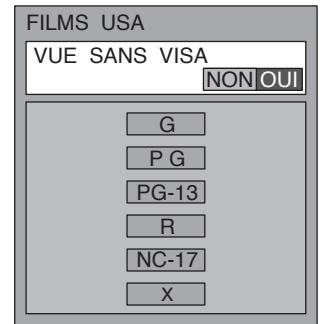 FILMS USA
VUE SANS VISA
NON OUI
G
P G
PG-13
R
NC-17
X